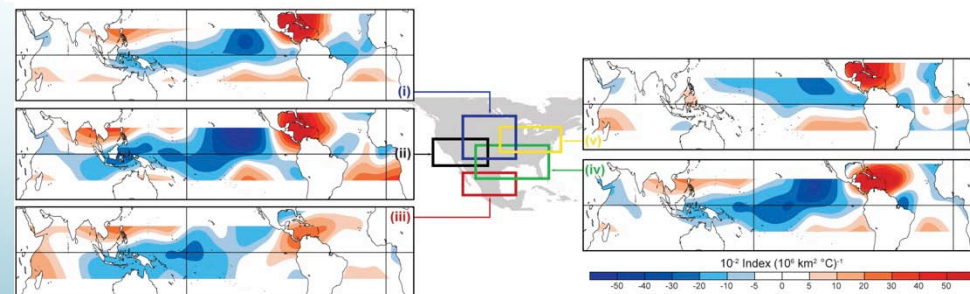 (i)
(ii)
(iii)
(v)
(iv)
10⁻² Index (10⁶ km² °C)⁻¹
-50 -40 -30 -20 -10 -5 0 5 10 20 30 40 50